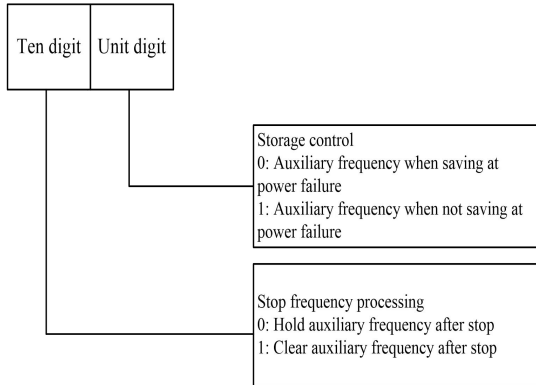 Ten digit
Unit digit
Storage control
0: Auxiliary frequency when saving at
power failure
1: Auxiliary frequency when not saving at
power failure
Stop frequency processing
0: Hold auxiliary frequency after stop
1: Clear auxiliary frequency after stop